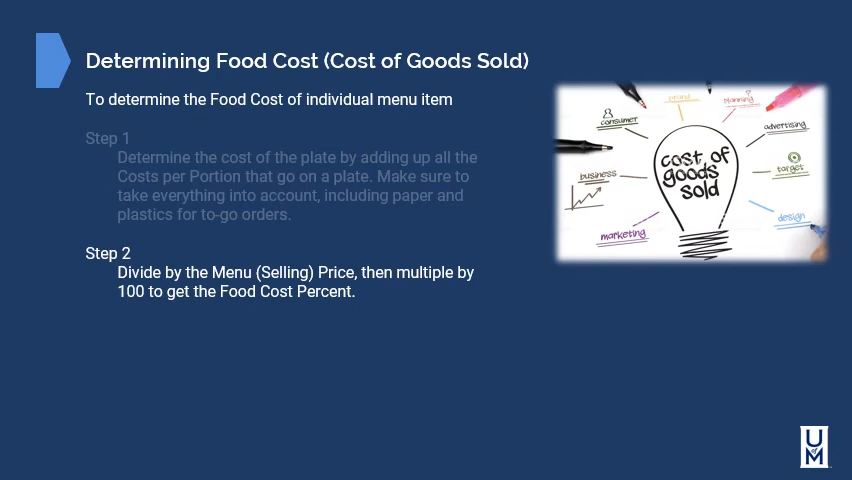 Determining Food Cost (Cost of Goods Sold)
To determine the Food Cost of individual menu item
Step 1
Determine the cost of the plate by adding up all the
Costs per Portion that go on a plate. Make sure to
take everything into account, including paper and
plastics for to-go orders.
Step 2
Divide by the Menu (Selling) Price, then multiple by
100 to get the Food Cost Percent.
brand
planning
consumer
advertising
cost of
goods
sold
business
target
design
marketing
U
of
M